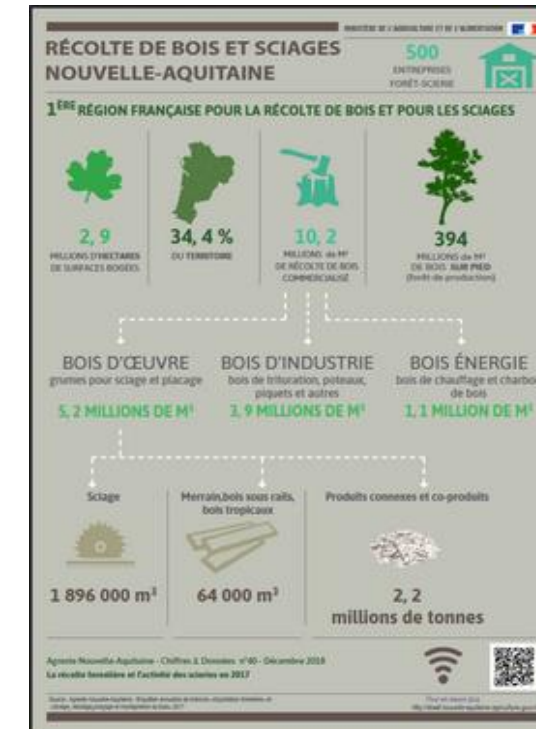 MINISTÈRE DE L'AGRICULTURE ET DE L'ALIMENTATION
RÉCOLTE DE BOIS ET SCIAGES
NOUVELLE-AQUITAINE
500
ENTREPRISES
FORÊT-SCIERIE
1ÈRE RÉGION FRANÇAISE POUR LA RÉCOLTE DE BOIS ET POUR LES SCIAGES
2, 9
MILLIONS D'HECTARES
DE SURFACES BOISÉES
34, 4 %
DU TERRITOIRE
10, 2
MILLIONS de M³
DE RÉCOLTE DE BOIS
COMMERCIALISÉ
394
MILLIONS de M³
DE BOIS SUR PIED
(forêt de production)
BOIS D'ŒUVRE
grumes pour sciage et placage
5, 2 MILLIONS DE M³
BOIS D'INDUSTRIE
bois de trituration, poteaux,
piquets et autres
3, 9 MILLIONS DE M³
BOIS ÉNERGIE
bois de chauffage et charbon
de bois
1, 1 MILLION DE M³
Sciage
1 896 000 m³
Merrain,bois sous rails,
bois tropicaux
64 000 m³
Produits connexes et co-produits
2, 2
millions de tonnes
Agreste Nouvelle-Aquitaine - Chiffres & Données n°80 - Décembre 2018
La récolte forestière et l'activité des scieries en 2017